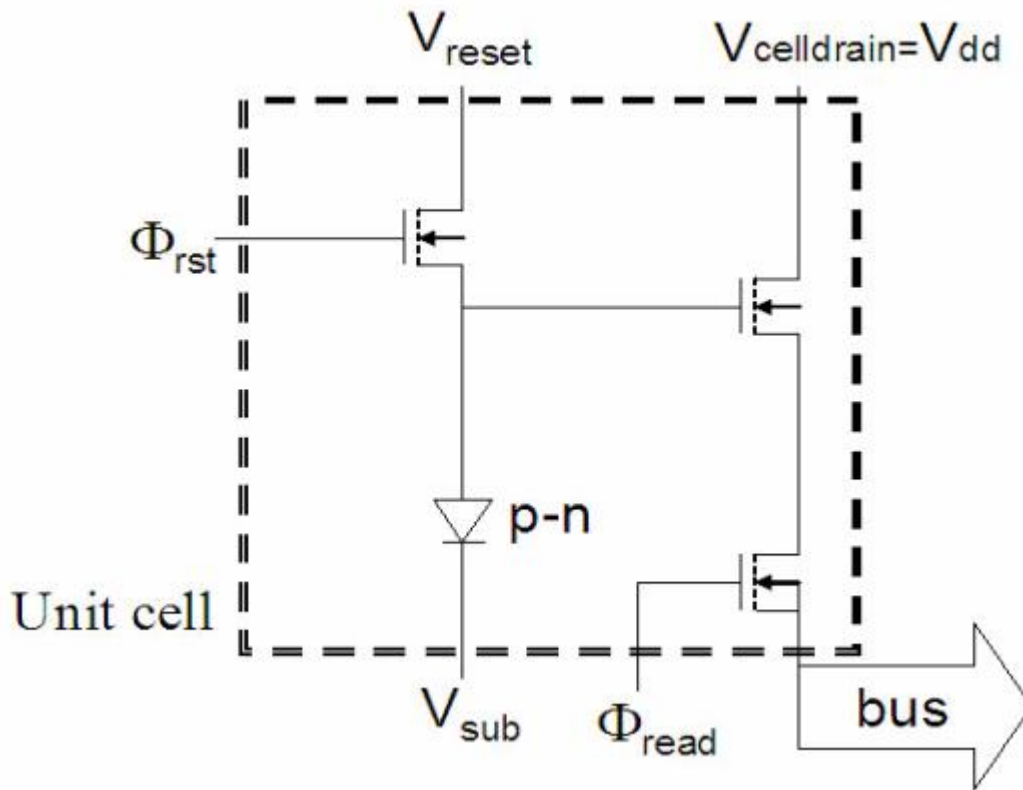 Vreset
Vcelldrain=Vdd
Φrst
p-n
Unit cell
Vsub
Φread
bus